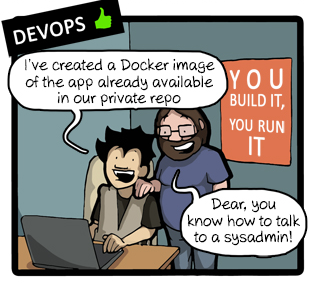 DEVOPS
I've created a Docker image
of the app already available
in our private repo
YOU
BUILD IT,
YOU RUN
IT
Dear, you
know how to talk
to a sysadmin!